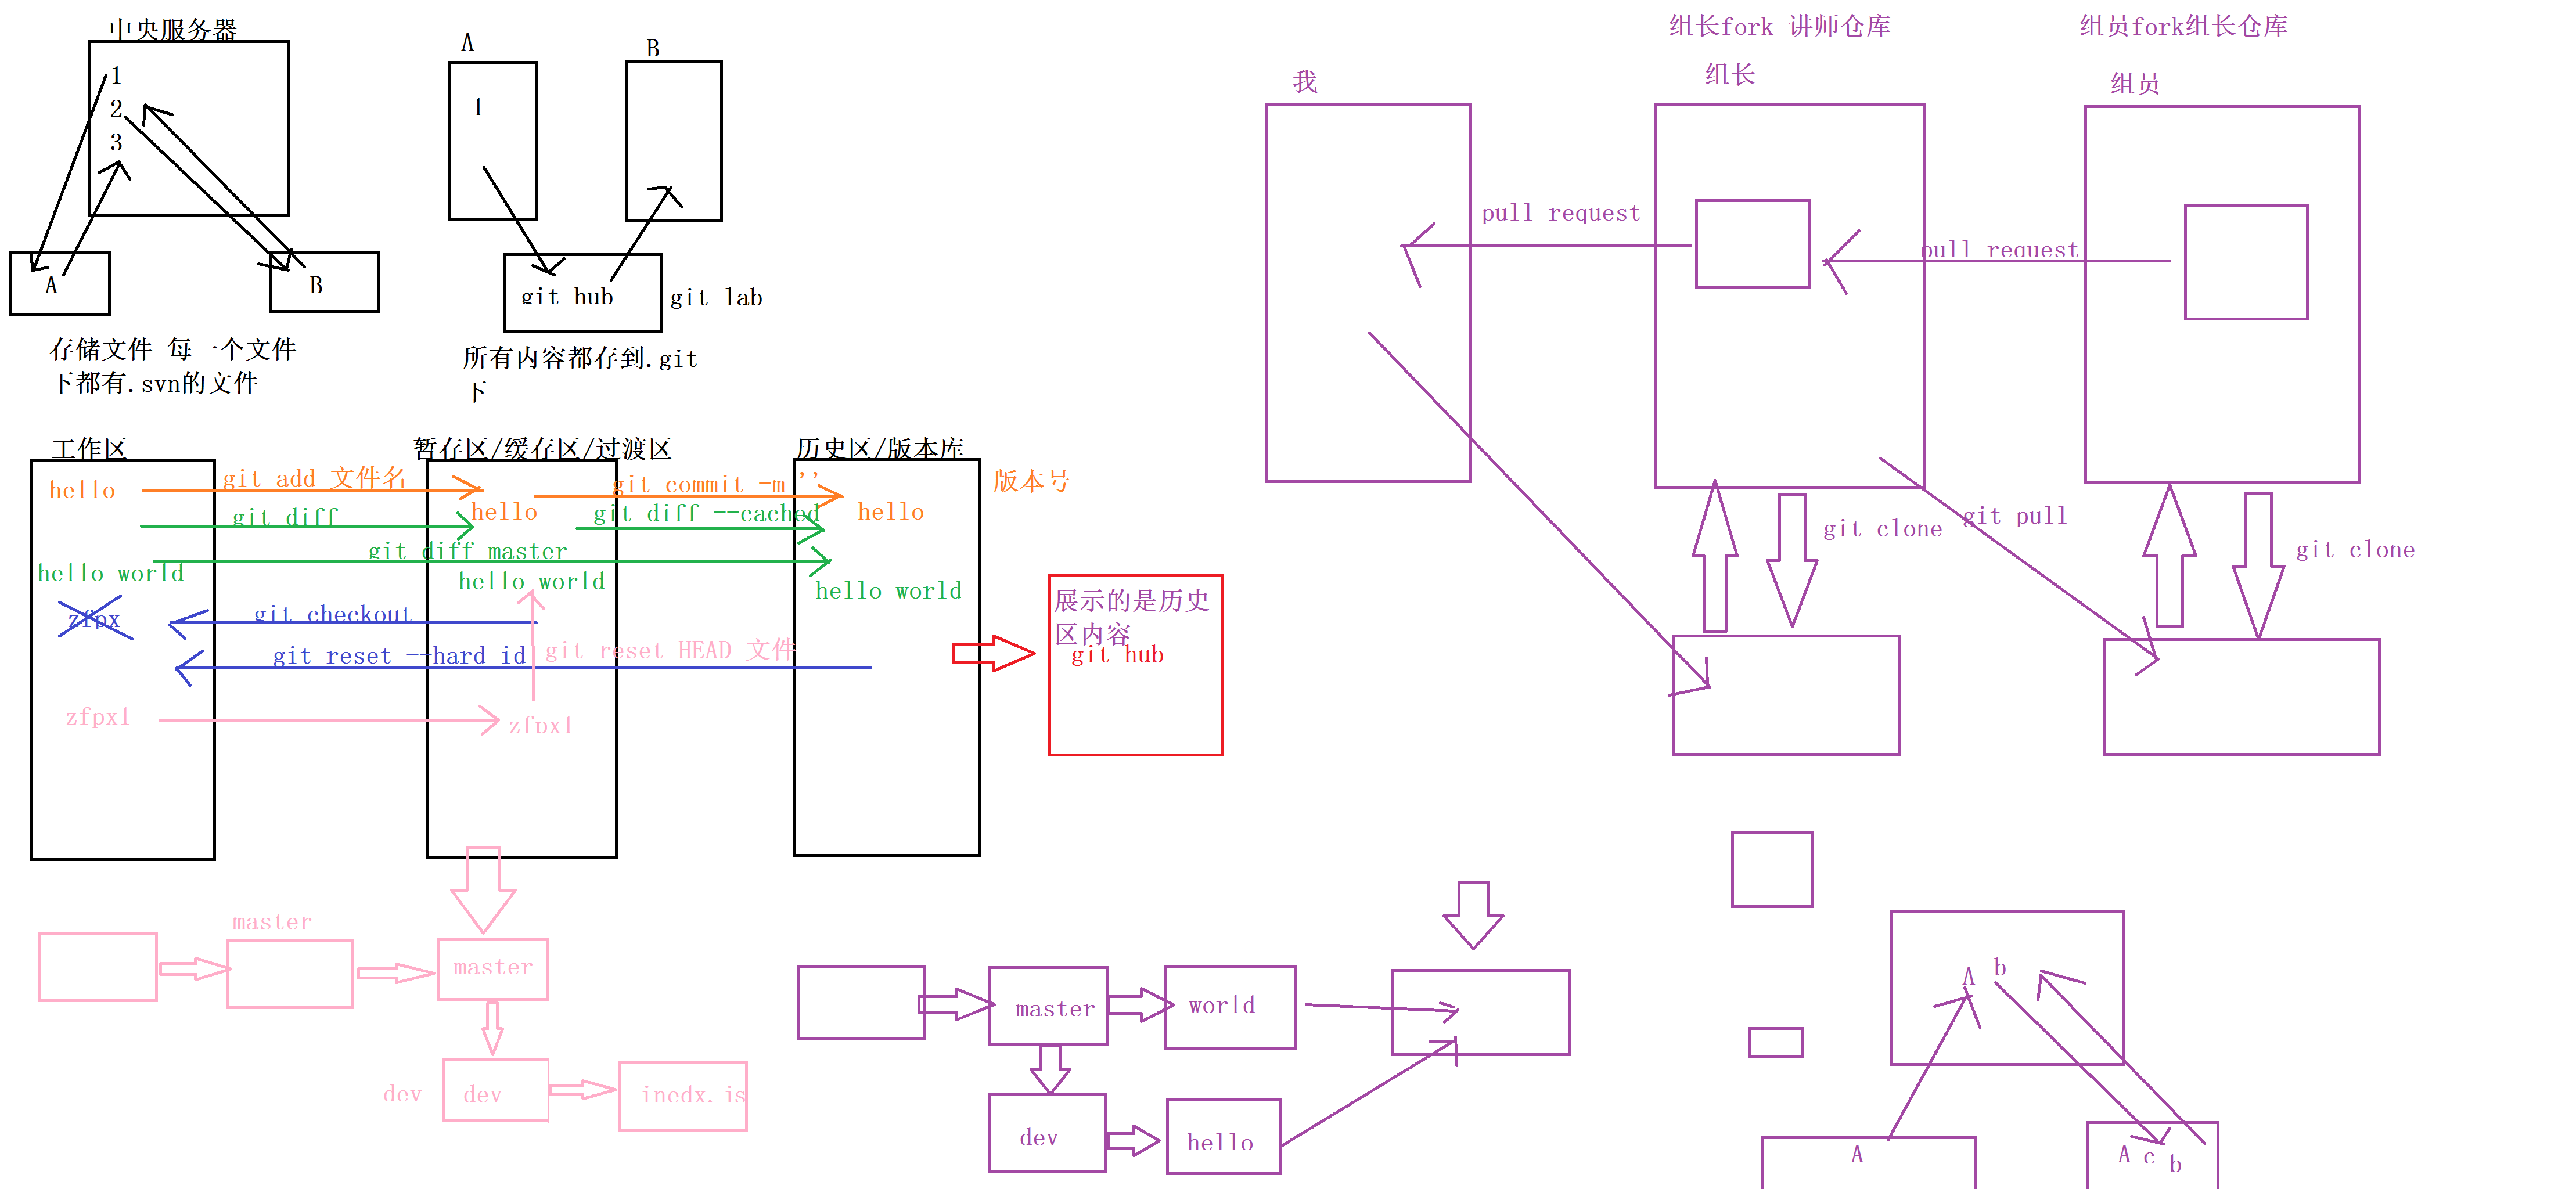 中央服务器
1
2
3
A
B
存储文件 每一个文件
下都有.svn的文件
A
B
1
git hub
git lab
所有内容都存到.git
下
组长fork 讲师仓库
组员fork组长仓库
我
组长
组员
pull request
pull request
git clone
git pull
git clone
工作区
暂存区/缓存区/过渡区
历史区/版本库
hello
git add 文件名
hello
git commit -m ''
hello
版本号
git diff
git diff --cached
git diff master
hello world
hello world
hello world
zfpx
git checkout
git reset --hard id
git reset HEAD 文件
zfpx1
zfpx1
展示的是历史
区内容
git hub
master
master
dev
dev
inedx.js
master
world
dev
hello
A
b
A
A
c
b